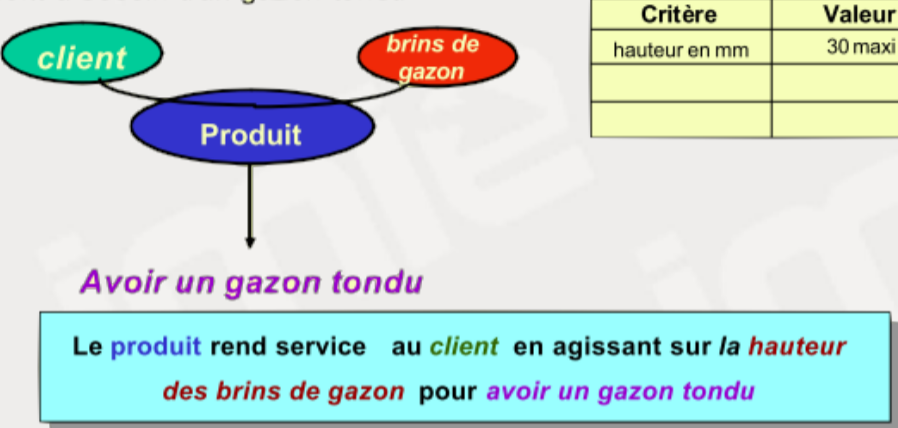 client
brins de
gazon
Produit
Critère Valeur
hauteur en mm 30 maxi
Avoir un gazon tondu
Le produit rend service au client en agissant sur la hauteur
des brins de gazon pour avoir un gazon tondu